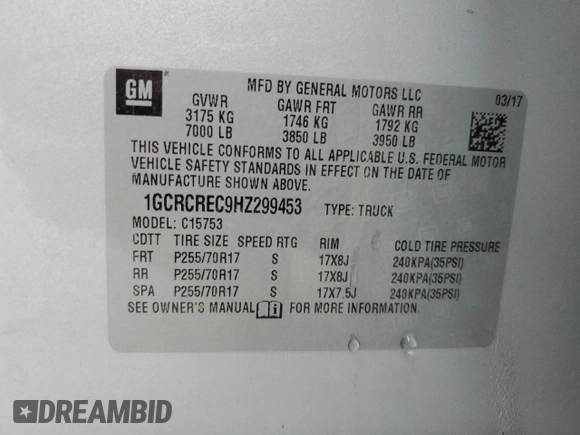 GM
MFD BY GENERAL MOTORS LLC
03/17
GVWR GAWR FRT GAWR RR
3175 KG 1746 KG 1792 KG
7000 LB 3850 LB 3950 LB
THIS VEHICLE CONFORMS TO ALL APPLICABLE U.S. FEDERAL MOTOR
VEHICLE SAFETY STANDARDS IN EFFECT ON THE DATE OF
MANUFACTURE SHOWN ABOVE.
1GCRCREC9HZ299453 TYPE: TRUCK
MODEL: C15753
CDTT TIRE SIZE SPEED RTG RIM COLD TIRE PRESSURE
FRT P255/70R17 S 17X8J 240KPA(35PSI)
RR P255/70R17 S 17X8J 240KPA(35PSI)
SPA P255/70R17 S 17X7.5J 240KPA(35PSI)
SEE OWNER'S MANUAL FOR MORE INFORMATION.
DREAMBID